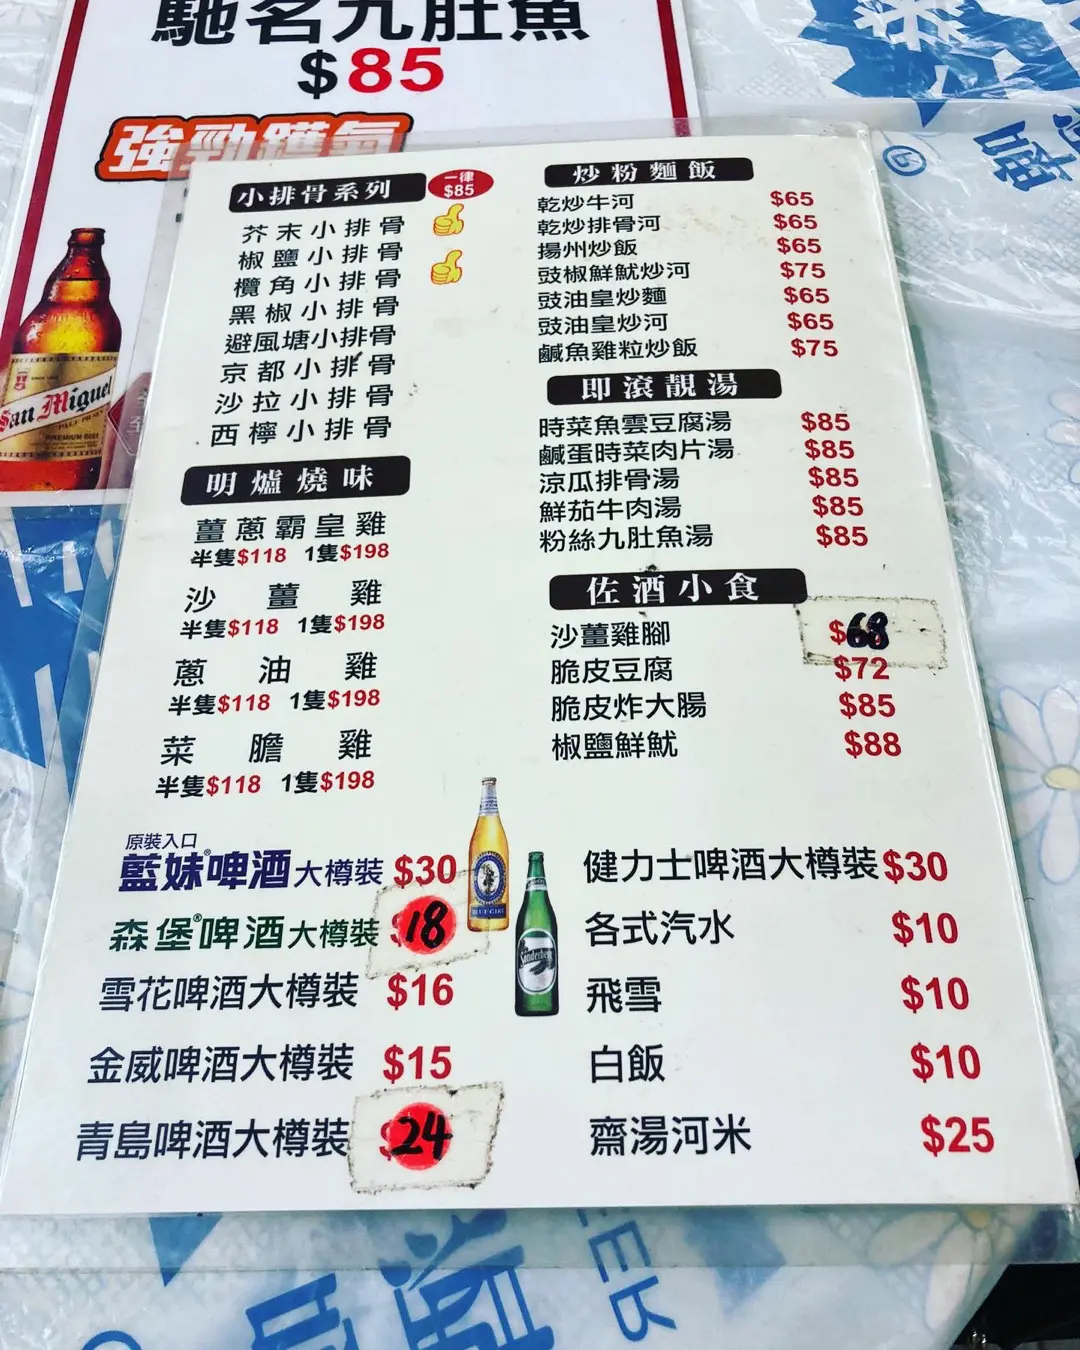 馳名九肚魚
$85
強勁鑊氣
San Miguel
PALE PILSEN
小排骨系列
一律
$85
芥末小排骨
椒鹽小排骨
欖角小排骨
黑椒小排骨
避風塘小排骨
京都小排骨
沙拉小排骨
西檸小排骨
明爐燒味
薑蔥霸皇雞
半隻$118 1隻$198
沙薑雞
半隻$118 1隻$198
蔥油雞
半隻$118 1隻$198
菜膽雞
半隻$118 1隻$198
炒粉麵飯
乾炒牛河 $65
乾炒排骨河 $65
揚州炒飯 $65
豉椒鮮魷炒河 $75
豉油皇炒麵 $65
豉油皇炒河 $65
鹹魚雞粒炒飯 $75
即滾靚湯
時菜魚雲豆腐湯 $85
鹹蛋時菜肉片湯 $85
涼瓜排骨湯 $85
鮮茄牛肉湯 $85
粉絲九肚魚湯 $85
佐酒小食
沙薑雞腳 $68
脆皮豆腐 $72
脆皮炸大腸 $85
椒鹽鮮魷 $88
原裝入口
藍妹®啤酒大樽裝 $30
森堡®啤酒大樽裝 $18
雪花啤酒大樽裝 $16
金威啤酒大樽裝 $15
青島啤酒大樽裝 $24
BLUE GIRL
健力士啤酒大樽裝 $30
各式汽水 $10
飛雪 $10
白飯 $10
齋湯河米 $25